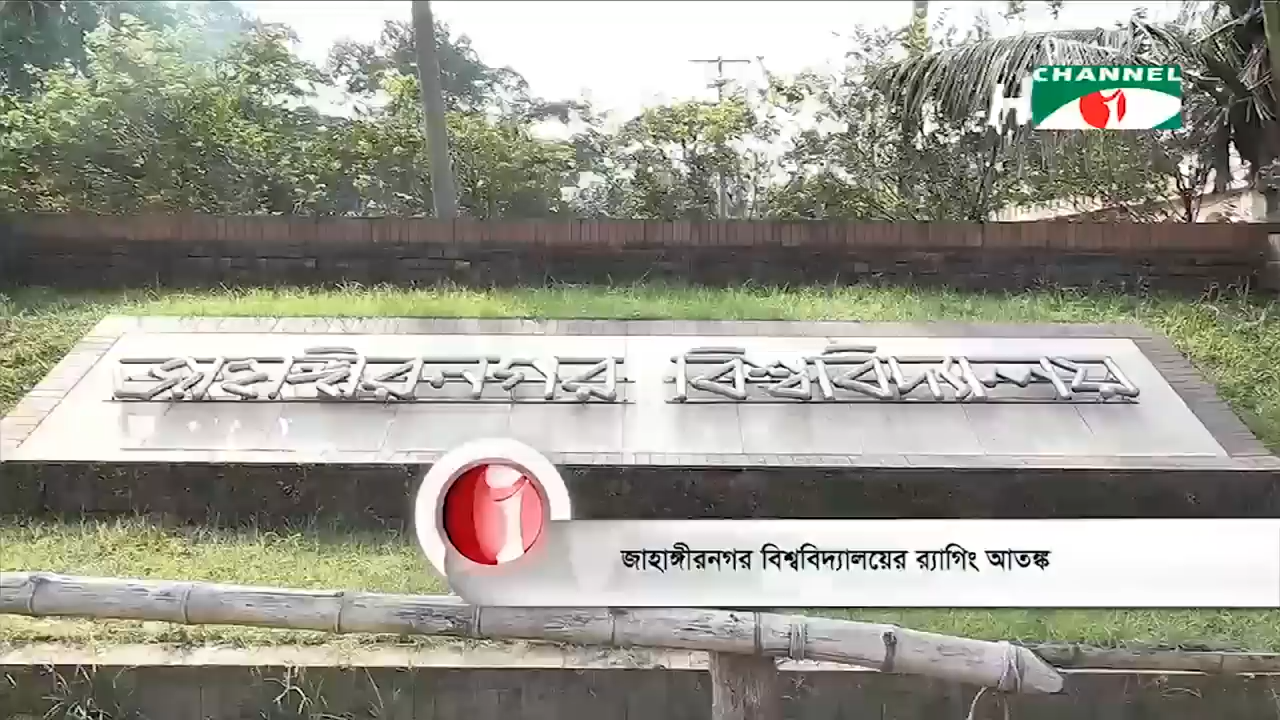 CHANNEL
H
জাহাঙ্গীরনগর বিশ্ববিদ্যালয়
জাহাঙ্গীরনগর বিশ্ববিদ্যালয়ের র‍্যাগিং আতঙ্ক